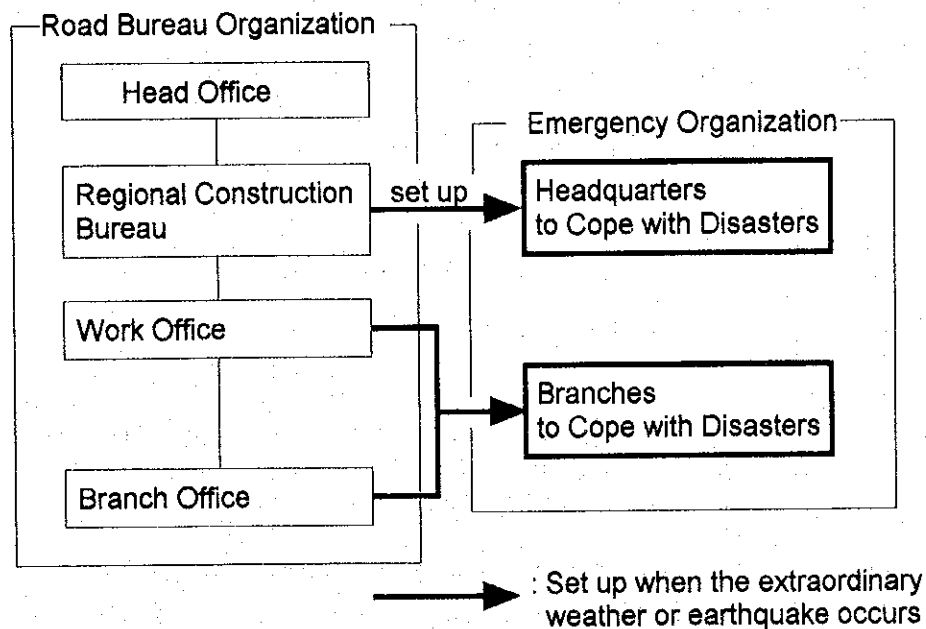 Road Bureau Organization
Head Office
Regional Construction
Bureau
Work Office
Branch Office
set up
Emergency Organization
Headquarters
to Cope with Disasters
Branches
to Cope with Disasters
: Set up when the extraordinary
weather or earthquake occurs